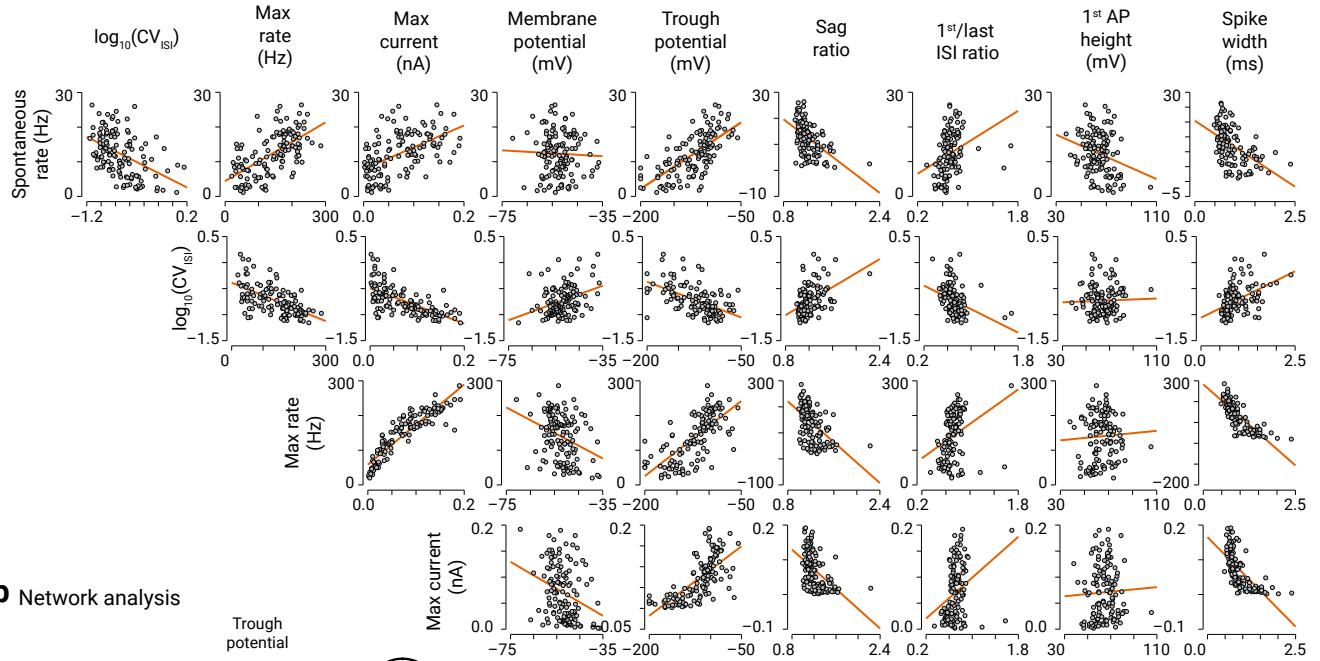 log10(CVISI)
Max
rate
(Hz)
Max
current
(nA)
Membrane
potential
(mV)
Trough
potential
(mV)
Sag
ratio
1st/last
ISI ratio
1st AP
height
(mV)
Spike
width
(ms)
Spontaneous
rate (Hz)
30 30 30 30 30 30 30 30 30
0 0 0 0 0 −10 0 0 −5
−1.2 0.2 0 300 0.0 0.2 −75 −35 −200 −50 0.8 2.4 0.2 1.8 30 110 0.0 2.5
log10(CVISI)
0.5 0.5 0.5 0.5 0.5 0.5 0.5 0.5
−1.5 −1.5 −1.5 −1.5 −1.5 −1.5 −1.5 −1.5
0 300 0.0 0.2 −75 −35 −200 −50 0.8 2.4 0.2 1.8 30 110 0.0 2.5
Max rate
(Hz)
300 300 300 300 300 300 −200
0 0 0 −100 0 0 −200
0.0 0.2 −75 −35 −200 −50 0.8 2.4 0.2 1.8 30 110 0.0 2.5
Max current
(nA)
0.2 0.2 0.2 0.2 0.2 0.2
0.0 0.05 −0.1 0.0 0.0 −0.1
−75 −35 −200 −50 0.8 2.4 0.2 1.8 30 110 0.0 2.5
b Network analysis
Trough
potential